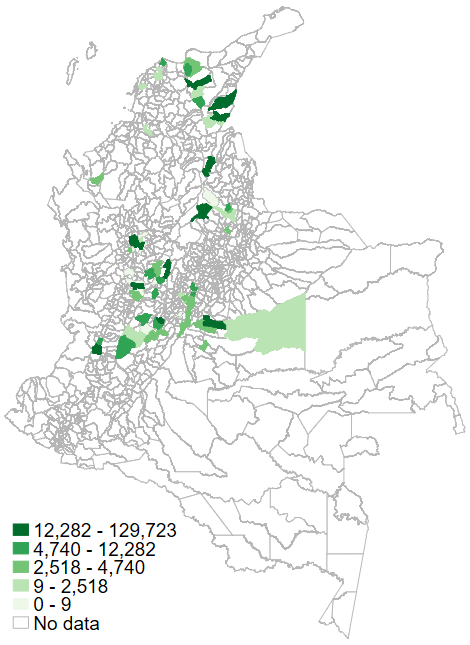 12,282 - 129,723
4,740 - 12,282
2,518 - 4,740
9 - 2,518
0 - 9
No data